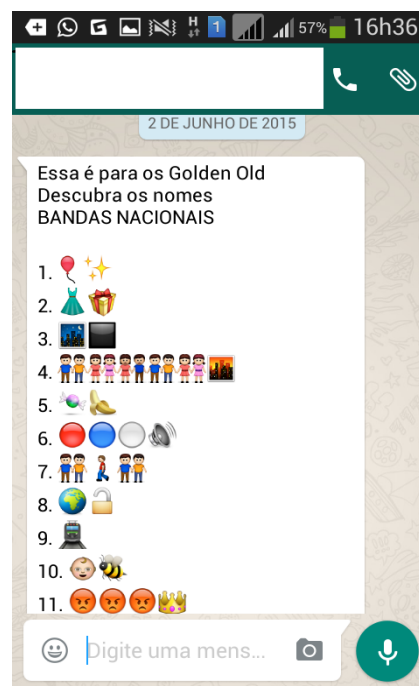 H 1 57% 16h36
2 DE JUNHO DE 2015
Essa é para os Golden Old
Descubra os nomes
BANDAS NACIONAIS
1. 🎈✨
2. 👗🎁
3. 🌃⬛
4. 👬👭👫👬👭🌇
5. 🍬🍌
6. 🔴🔵⚪🔊
7. 👬🚶👬
8. 🌍🔓
9. 🚊
10. 👶🐝
11. 😡😡😡👑
Digite uma mens...